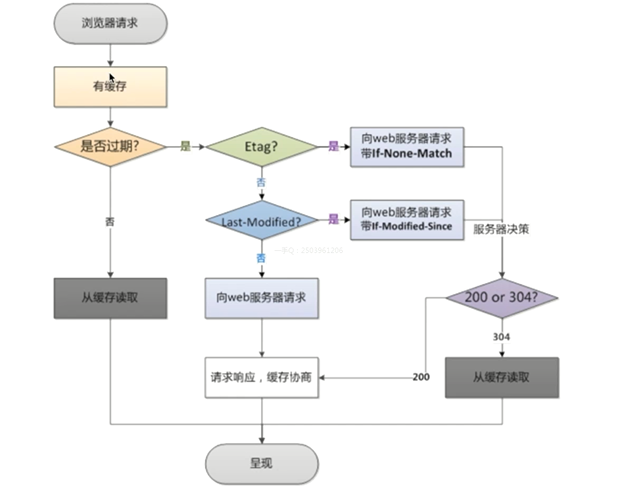 浏览器请求
有缓存
是否过期?
是
Etag?
是
向web服务器请求
带If-None-Match
否
否
Last-Modified?
是
向web服务器请求
带If-Modified-Since
服务器决策
否
从缓存读取
向web服务器请求
200 or 304?
304
请求响应，缓存协商
200
从缓存读取
呈现